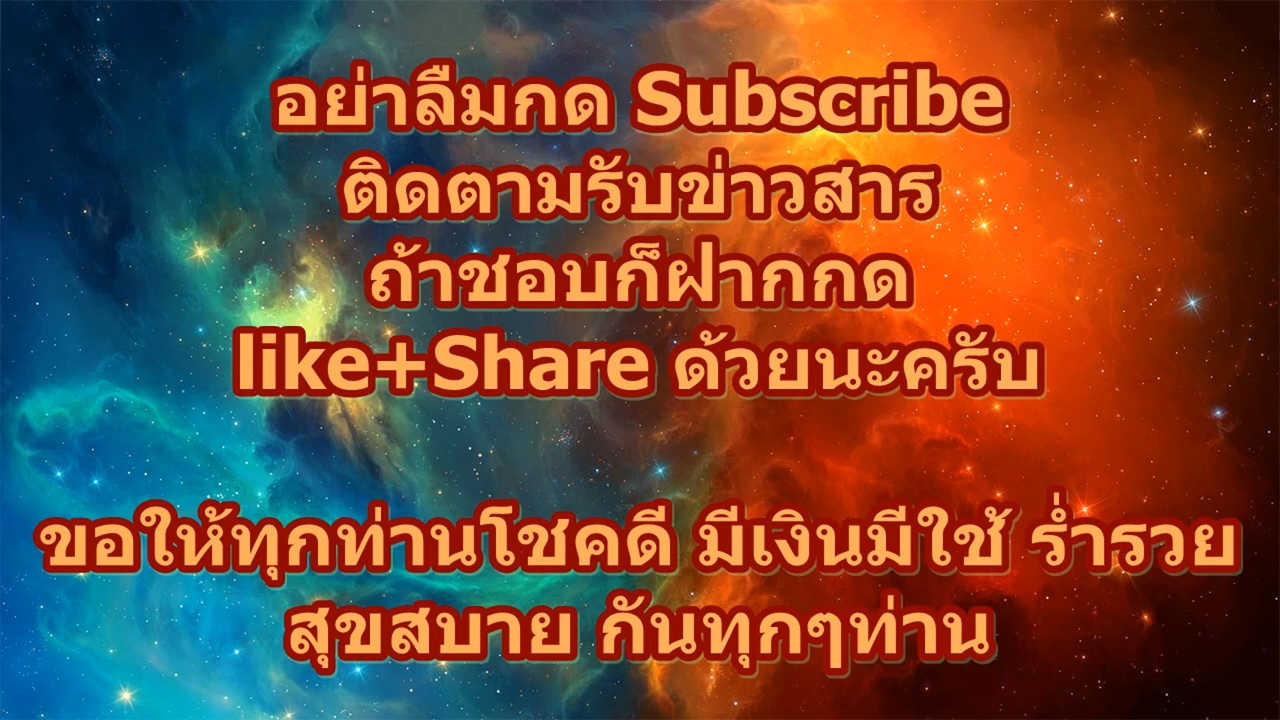 อย่าลืมกด Subscribe
ติดตามรับข่าวสาร
ถ้าชอบก็ฝากกด
like+Share ด้วยนะครับ
ขอให้ทุกท่านโชคดี มีเงินมีใช้ ร่ำรวย
สุขสบาย กันทุกๆท่าน